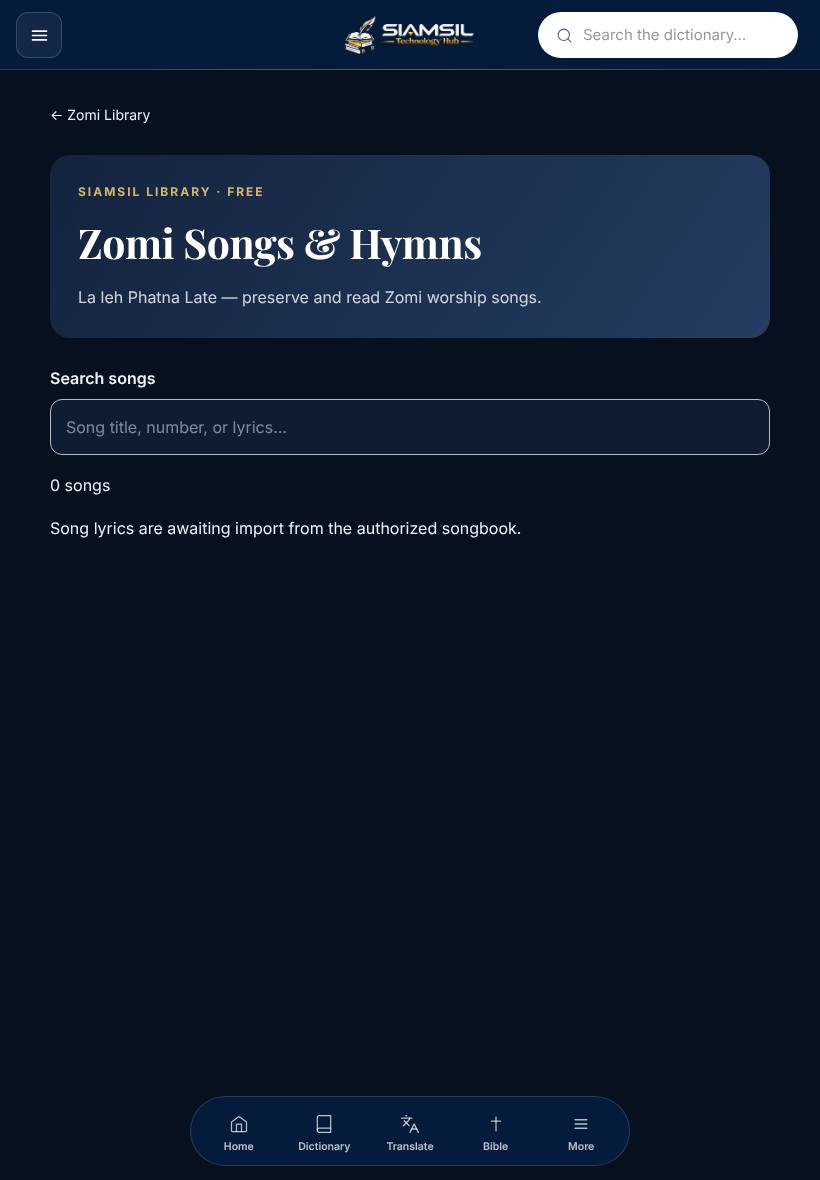 SIAMSIL
Technology Hub
Search the dictionary...
← Zomi Library
SIAMSIL LIBRARY · FREE
Zomi Songs & Hymns
La leh Phatna Late — preserve and read Zomi worship songs.
Search songs
Song title, number, or lyrics...
0 songs
Song lyrics are awaiting import from the authorized songbook.
Home
Dictionary
Translate
Bible
More